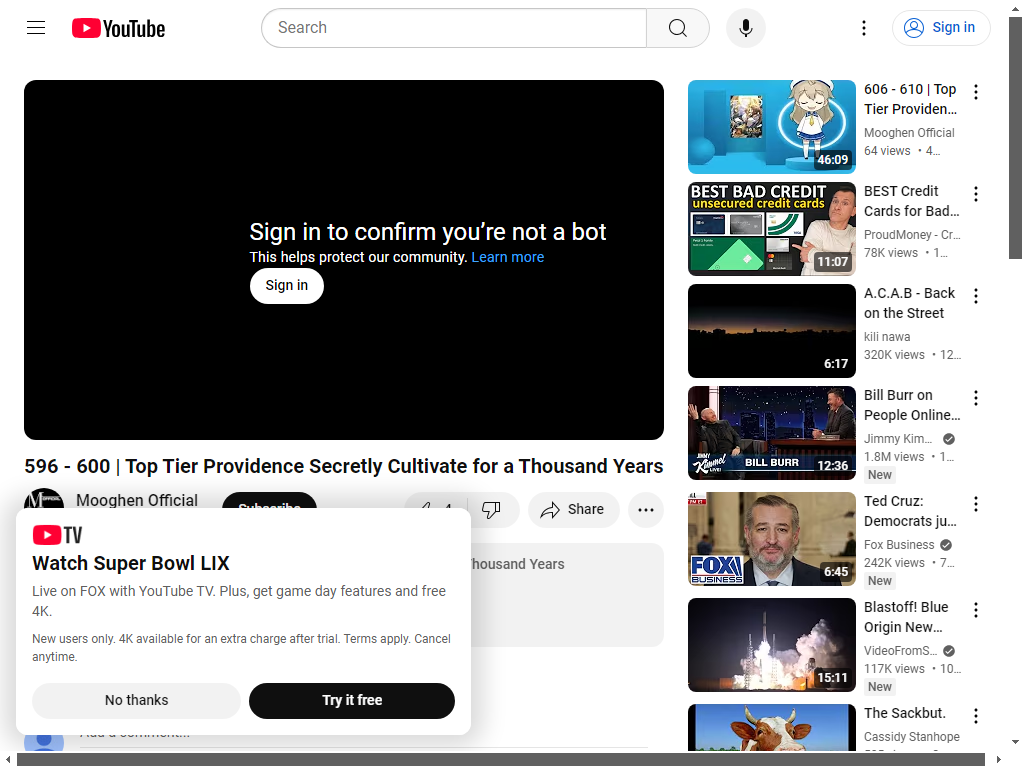 YouTube
Search
Sign in
Sign in to confirm you're not a bot
This helps protect our community. Learn more
Sign in
596 - 600 | Top Tier Providence Secretly Cultivate for a Thousand Years
Mooghen Official
Subscribe
4
Share
Thousand Years
TV
Watch Super Bowl LIX
Live on FOX with YouTube TV. Plus, get game day features and free
4K.
New users only. 4K available for an extra charge after trial. Terms apply. Cancel
anytime.
No thanks
Try it free
Add a comment...
46:09
606 - 610 | Top
Tier Providen...
Mooghen Official
64 views • 4...
BEST BAD CREDIT
unsecured credit cards
11:07
BEST Credit
Cards for Bad...
ProudMoney - Cr...
78K views • 1...
6:17
A.C.A.B - Back
on the Street
kili nawa
320K views • 12...
JIMMY
Kimmel
LIVE!
BILL BURR
12:36
Bill Burr on
People Online...
Jimmy Kim...
1.8M views • 1...
New
FOX
BUSINESS
6:45
Ted Cruz:
Democrats ju...
Fox Business
242K views • 7...
New
15:11
Blastoff! Blue
Origin New...
VideoFromS...
117K views • 10...
New
The Sackbut.
Cassidy Stanhope